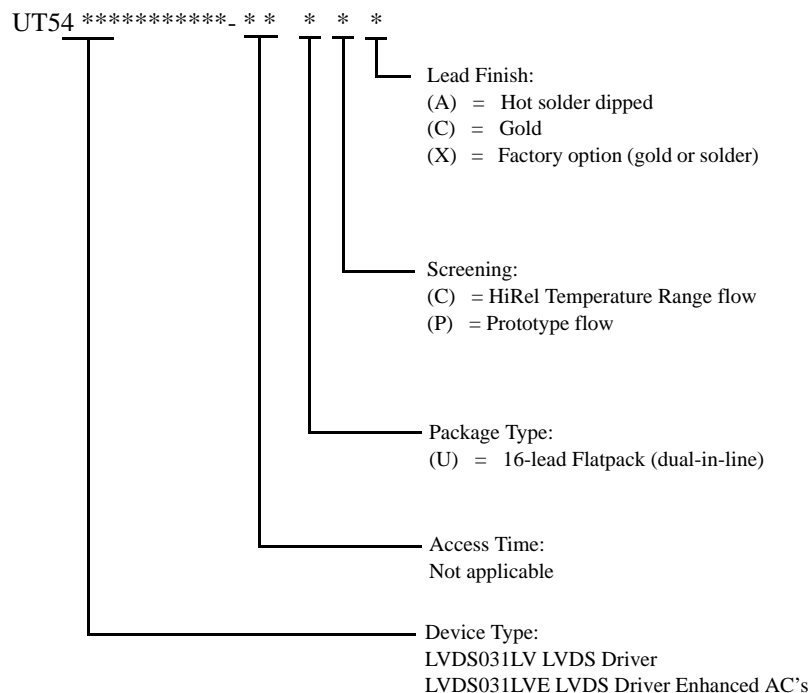 UT54 ***********- * * * * *
Lead Finish:
(A) = Hot solder dipped
(C) = Gold
(X) = Factory option (gold or solder)
Screening:
(C) = HiRel Temperature Range flow
(P) = Prototype flow
Package Type:
(U) = 16-lead Flatpack (dual-in-line)
Access Time:
Not applicable
Device Type:
LVDS031LV LVDS Driver
LVDS031LVE LVDS Driver Enhanced AC's